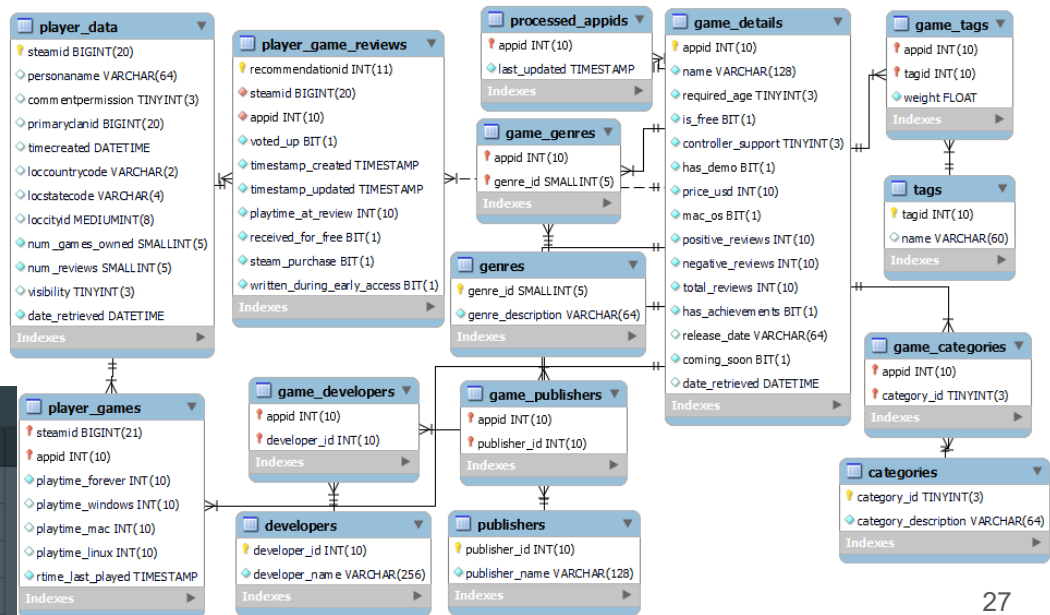 player_data
steamid BIGINT(20)
personaname VARCHAR(64)
commentpermission TINYINT(3)
primaryclanid BIGINT(20)
timecreated DATETIME
loccountrycode VARCHAR(2)
locstatecode VARCHAR(4)
loccityid MEDIUMINT(8)
num_games_owned SMALLINT(5)
num_reviews SMALLINT(5)
visibility TINYINT(3)
date_retrieved DATETIME
Indexes
player_game_reviews
recommendationid INT(11)
steamid BIGINT(20)
appid INT(10)
voted_up BIT(1)
timestamp_created TIMESTAMP
timestamp_updated TIMESTAMP
playtime_at_review INT(10)
received_for_free BIT(1)
steam_purchase BIT(1)
written_during_early_access BIT(1)
Indexes
processed_appids
appid INT(10)
last_updated TIMESTAMP
Indexes
game_genres
appid INT(10)
genre_id SMALLINT(5)
Indexes
genres
genre_id SMALLINT(5)
genre_description VARCHAR(64)
Indexes
game_details
appid INT(10)
name VARCHAR(128)
required_age TINYINT(3)
is_free BIT(1)
controller_support TINYINT(3)
has_demo BIT(1)
price_usd INT(10)
mac_os BIT(1)
positive_reviews INT(10)
negative_reviews INT(10)
total_reviews INT(10)
has_achievements BIT(1)
release_date VARCHAR(64)
coming_soon BIT(1)
date_retrieved DATETIME
Indexes
game_tags
appid INT(10)
tagid INT(10)
weight FLOAT
Indexes
tags
tagid INT(10)
name VARCHAR(60)
Indexes
game_categories
appid INT(10)
category_id TINYINT(3)
Indexes
categories
category_id TINYINT(3)
category_description VARCHAR(64)
Indexes
player_games
steamid BIGINT(21)
appid INT(10)
playtime_forever INT(10)
playtime_windows INT(10)
playtime_mac INT(10)
playtime_linux INT(10)
rtime_last_played TIMESTAMP
Indexes
game_developers
appid INT(10)
developer_id INT(10)
Indexes
developers
developer_id INT(10)
developer_name VARCHAR(256)
Indexes
game_publishers
appid INT(10)
publisher_id INT(10)
Indexes
publishers
publisher_id INT(10)
publisher_name VARCHAR(128)
Indexes
27